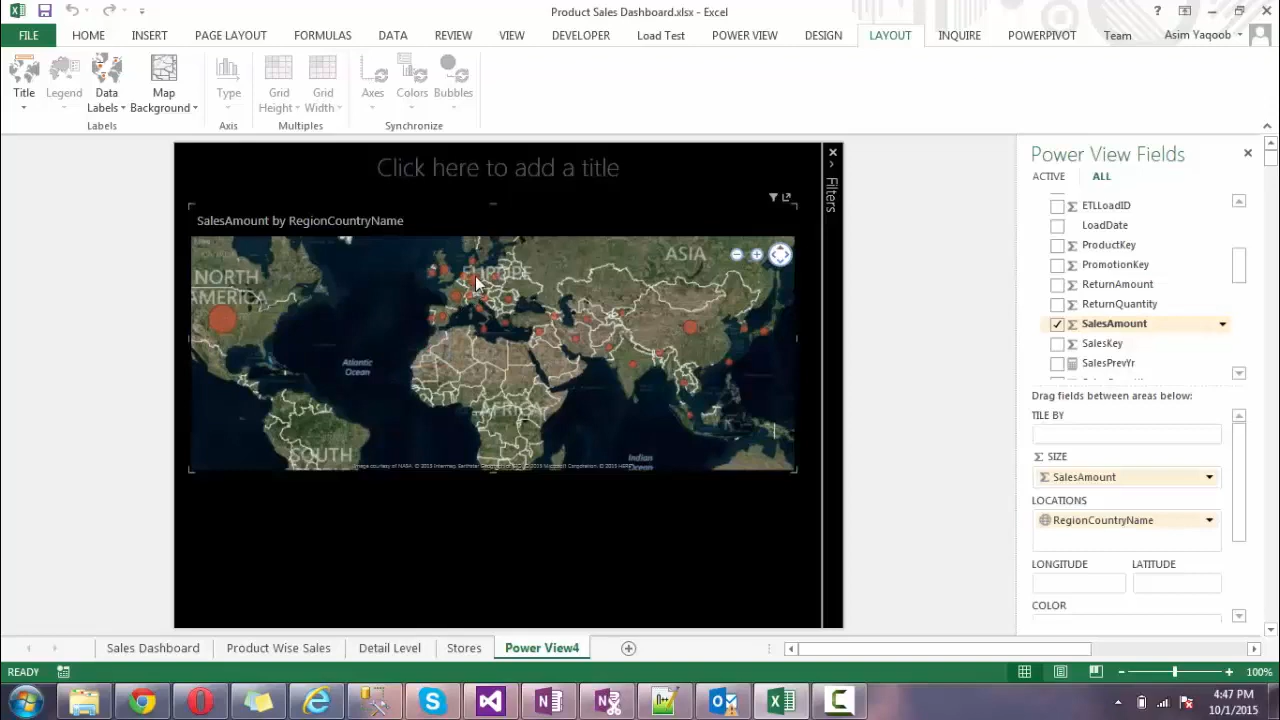 Product Sales Dashboard.xlsx - Excel
FILE HOME INSERT PAGE LAYOUT FORMULAS DATA REVIEW VIEW DEVELOPER Load Test POWER VIEW DESIGN LAYOUT INQUIRE POWERPIVOT Team Asim Yaqoob
Title Legend Data Labels Map Background Type Grid Height Grid Width Axes Colors Bubbles
Labels Axis Multiples Synchronize
Click here to add a title
Filters
SalesAmount by RegionCountryName
NORTH AMERICA
EUROPE
ASIA
Atlantic Ocean
AFRICA
SOUTH
Indian Ocean
Power View Fields
ACTIVE ALL
ETLLoadID
LoadDate
ProductKey
PromotionKey
ReturnAmount
ReturnQuantity
SalesAmount
SalesKey
SalesPrevYr
Drag fields between areas below:
TILE BY
Σ SIZE
Σ SalesAmount
LOCATIONS
RegionCountryName
LONGITUDE LATITUDE
COLOR
Sales Dashboard Product Wise Sales Detail Level Stores Power View4
READY 100%
4:47 PM
10/1/2015